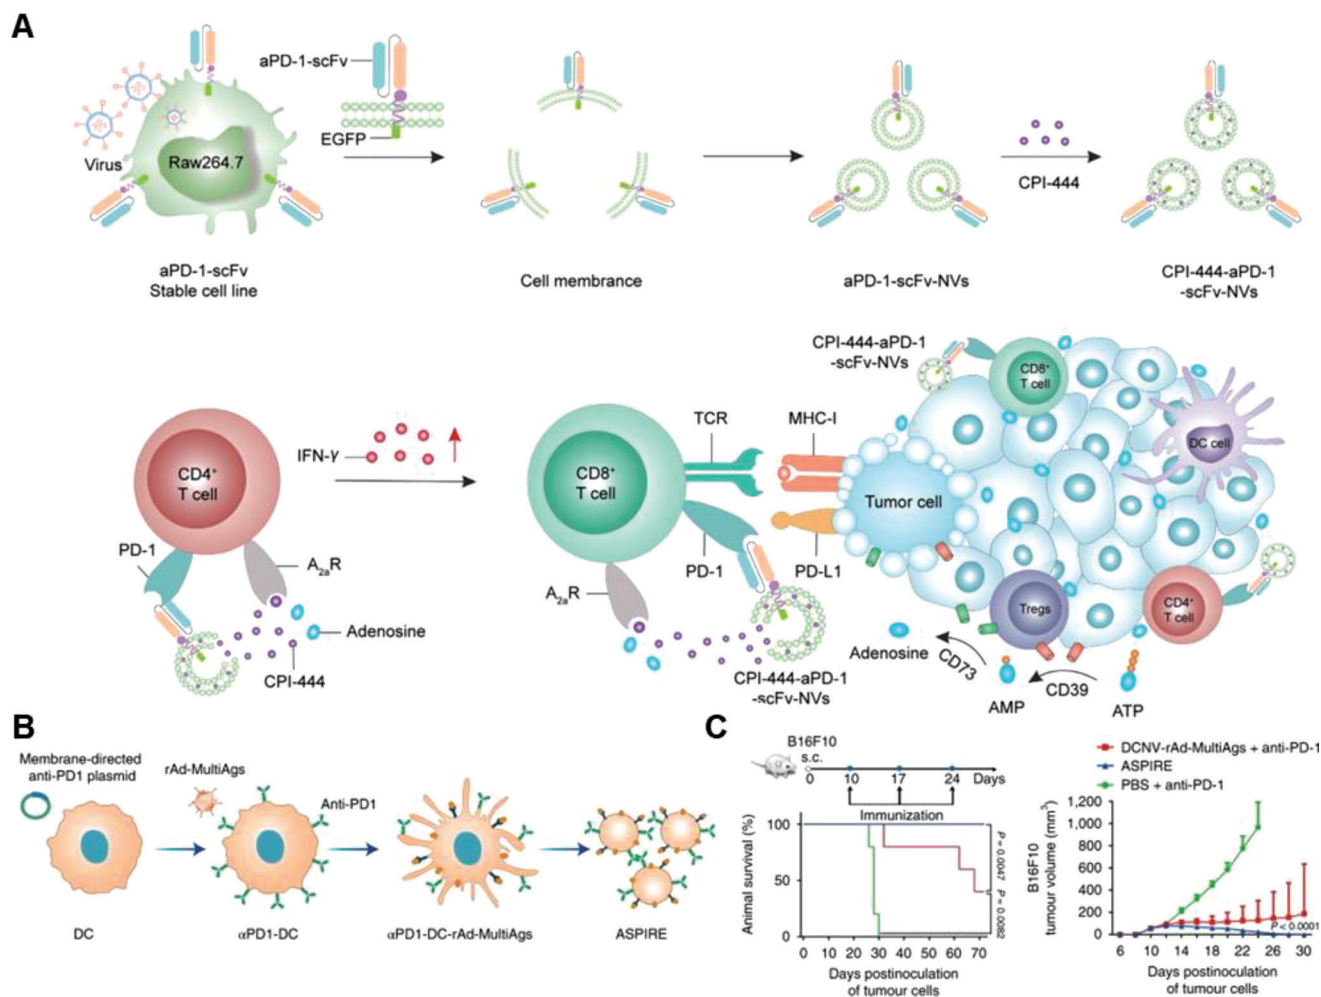 A
aPD-1-scFv
EGFP
Virus
Raw264.7
CPI-444
aPD-1-scFv
Stable cell line
Cell membrance
aPD-1-scFv-NVs
CPI-444-aPD-1
-scFv-NVs
CPI-444-aPD-1
-scFv-NVs
CD8⁺
T cell
DC cell
CD4⁺
T cell
IFN-γ
CD8⁺
T cell
TCR
MHC-I
Tumor cell
PD-1
A₂ₐR
PD-1
PD-L1
A₂ₐR
Adenosine
CPI-444
CPI-444-aPD-1
-scFv-NVs
Tregs
CD4⁺
T cell
Adenosine
CD73
AMP
CD39
ATP
B
Membrane-directed
anti-PD1 plasmid
rAd-MultiAgs
Anti-PD1
DC
αPD1-DC
αPD1-DC-rAd-MultiAgs
ASPIRE
C
B16F10
s.c.
0 10 17 24 Days
Immunization
DCNV-rAd-MultiAgs + anti-PD-1
ASPIRE
PBS + anti-PD-1
Animal survival (%)
100
50
0
P = 0.0047
P = 0.0082
0 10 20 30 40 50 60 70
Days postinoculation
of tumour cells
B16F10
tumour volume (mm³)
1,200
1,000
800
600
400
200
0
P < 0.0001
6 10 14 18 22 26 30
Days postinoculation
of tumour cells